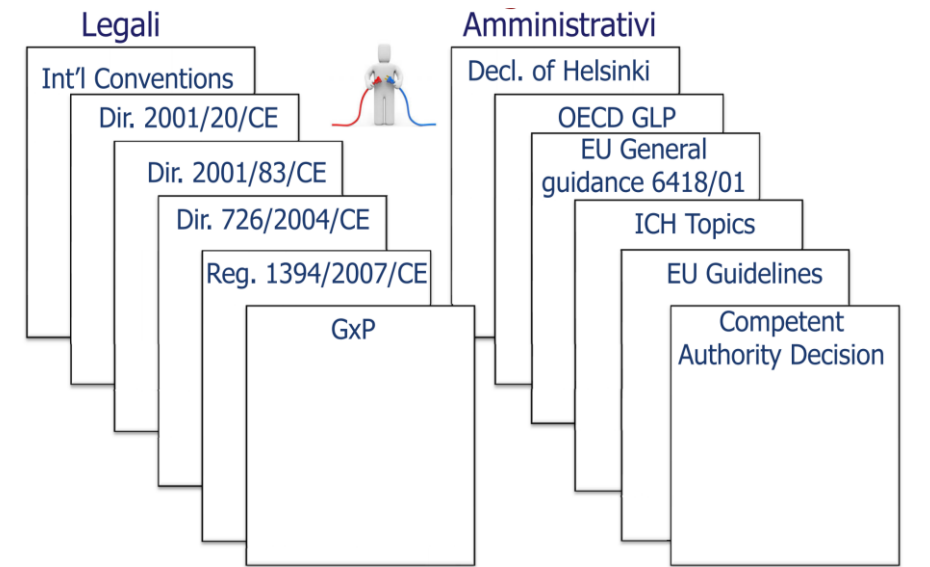 Legali
Int'l Conventions
Dir. 2001/20/CE
Dir. 2001/83/CE
Dir. 726/2004/CE
Reg. 1394/2007/CE
GxP
Amministrativi
Decl. of Helsinki
OECD GLP
EU General
guidance 6418/01
ICH Topics
EU Guidelines
Competent
Authority Decision